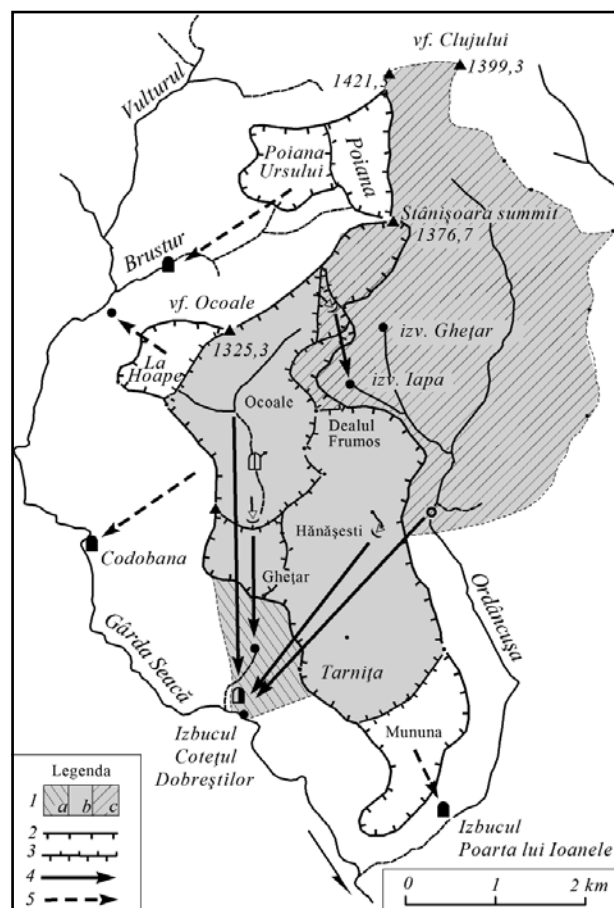 vf. Clujului
1421,3
1399,3
Vulturul
Poiana
Ursului
Poiana
Stânişoara summit
1376,7
Brustur
vf. Ocoale
1325,3
izv. Gheţar
La
Hoape
izv. Iapa
Ocoale
Dealul
Frumos
Hănăşesti
Codobana
Gheţar
Ordâncuşa
Gârda Seacă
Tarniţa
Izbucul
Coteţul
Dobreştilor
Mununa
Izbucul
Poarta lui Ioanele
Legenda
1 a b c
2
3
4
5
0 1 2 km